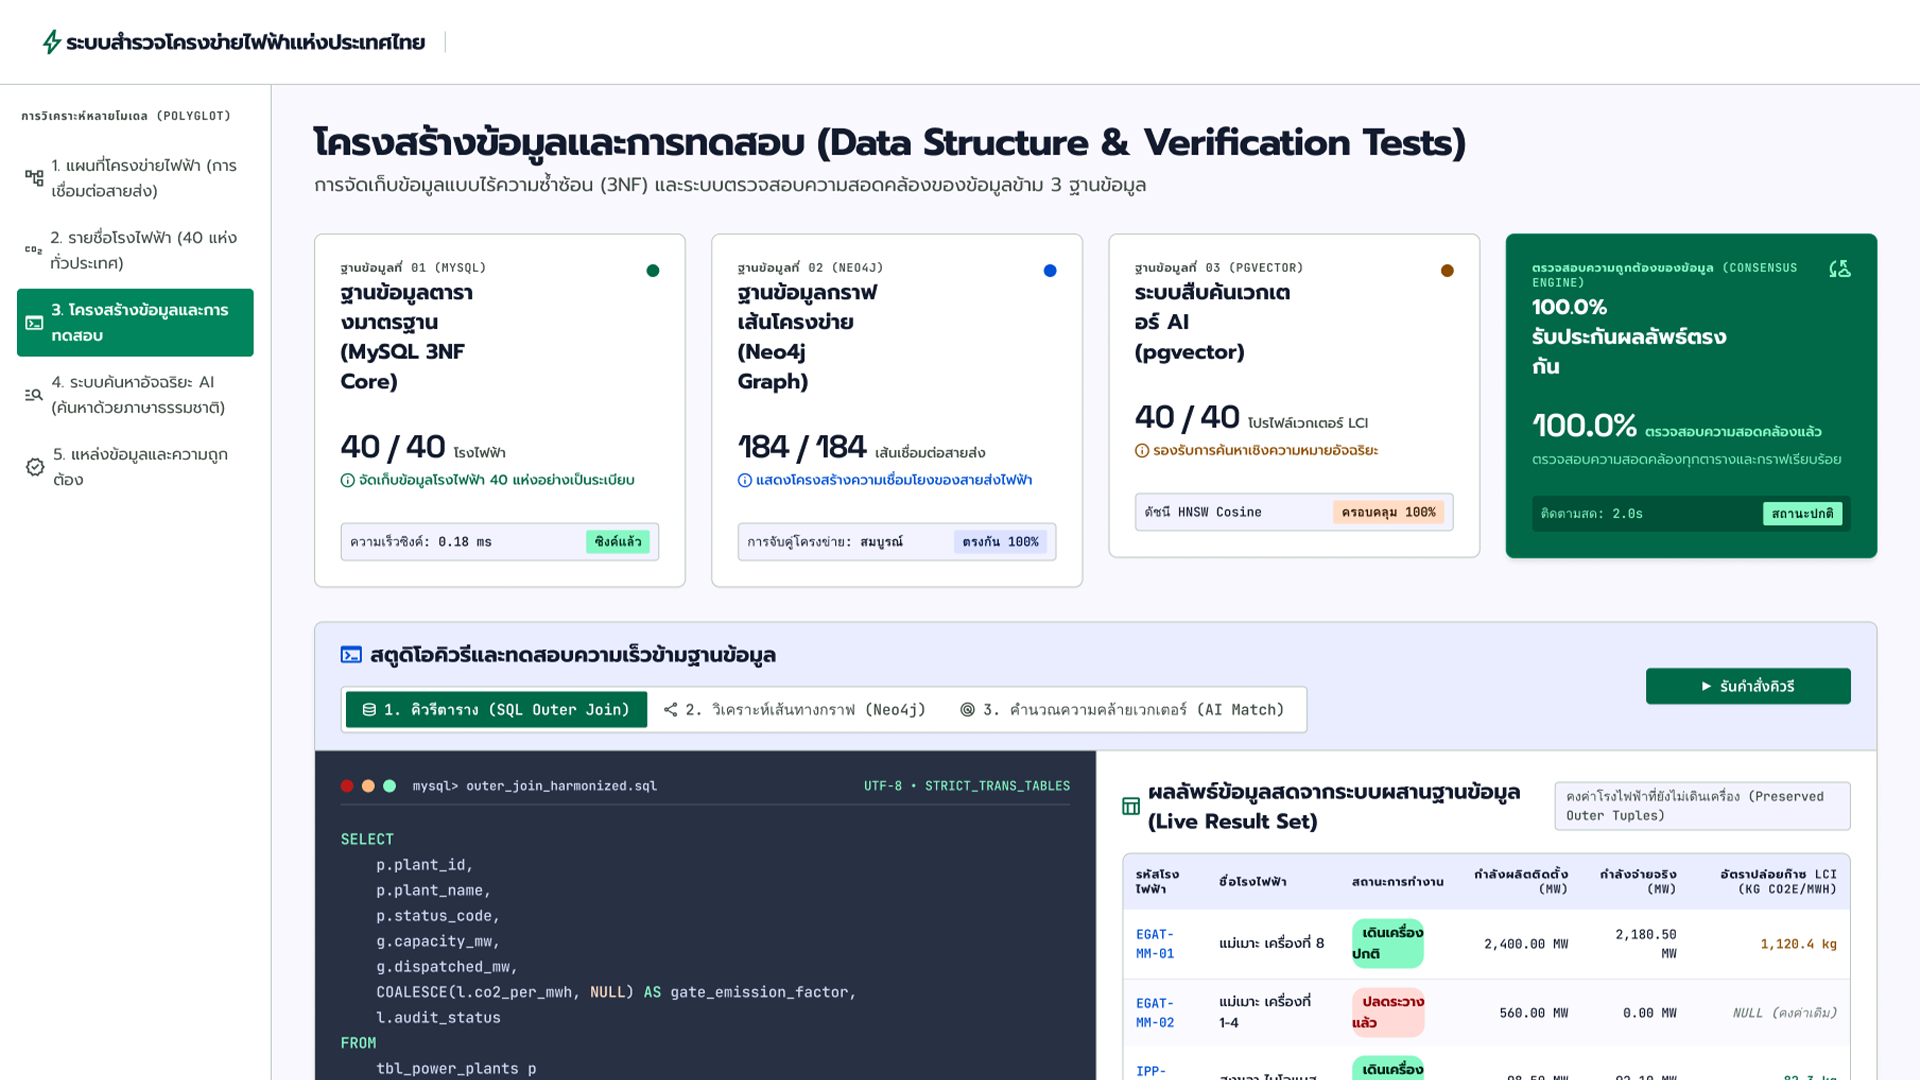 ระบบสำรวจโครงข่ายไฟฟ้าแห่งประเทศไทย
การวิเคราะห์หลายโมเดล (POLYGLOT)
1. แผนที่โครงข่ายไฟฟ้า (การ
เชื่อมต่อสายส่ง)
2. รายชื่อโรงไฟฟ้า (40 แห่ง
ทั่วประเทศ)
3. โครงสร้างข้อมูลและการ
ทดสอบ
4. ระบบค้นหาอัจฉริยะ AI
(ค้นหาด้วยภาษาธรรมชาติ)
5. แหล่งข้อมูลและความถูก
ต้อง
โครงสร้างข้อมูลและการทดสอบ (Data Structure & Verification Tests)
การจัดเก็บข้อมูลแบบไร้ความซ้ำซ้อน (3NF) และระบบตรวจสอบความสอดคล้องของข้อมูลข้าม 3 ฐานข้อมูล
ฐานข้อมูลที่ 01 (MYSQL)
ฐานข้อมูลตารา
งมาตรฐาน
(MySQL 3NF
Core)
40 / 40 โรงไฟฟ้า
จัดเก็บข้อมูลโรงไฟฟ้า 40 แห่งอย่างเป็นระเบียบ
ความเร็วซิงค์: 0.18 ms
ซิงค์แล้ว
ฐานข้อมูลที่ 02 (NEO4J)
ฐานข้อมูลกราฟ
เส้นโครงข่าย
(Neo4j
Graph)
184 / 184 เส้นเชื่อมต่อสายส่ง
แสดงโครงสร้างความเชื่อมโยงของสายส่งไฟฟ้า
การจับคู่โครงข่าย: สมบูรณ์
ตรงกัน 100%
ฐานข้อมูลที่ 03 (PGVECTOR)
ระบบสืบค้นเวกเต
อร์ AI
(pgvector)
40 / 40 โปรไฟล์เวกเตอร์ LCI
รองรับการค้นหาเชิงความหมายอัจฉริยะ
ดัชนี HNSW Cosine
ครอบคลุม 100%
ตรวจสอบความถูกต้องของข้อมูล (CONSENSUS
ENGINE)
100.0%
รับประกันผลลัพธ์ตรง
กัน
100.0% ตรวจสอบความสอดคล้องแล้ว
ตรวจสอบความสอดคล้องทุกตารางและกราฟเรียบร้อย
ติดตามสด: 2.0s
สถานะปกติ
สตูดิโอคิวรีและทดสอบความเร็วข้ามฐานข้อมูล
1. คิวรีตาราง (SQL Outer Join)
2. วิเคราะห์เส้นทางกราฟ (Neo4j)
3. คำนวณความคล้ายเวกเตอร์ (AI Match)
รันคำสั่งคิวรี
mysql> outer_join_harmonized.sql
UTF-8 • STRICT_TRANS_TABLES
SELECT
p.plant_id,
p.plant_name,
p.status_code,
g.capacity_mw,
g.dispatched_mw,
COALESCE(l.co2_per_mwh, NULL) AS gate_emission_factor,
l.audit_status
FROM
tbl_power_plants p
ผลลัพธ์ข้อมูลสดจากระบบผสานฐานข้อมูล
(Live Result Set)
คงค่าโรงไฟฟ้าที่ยังไม่เดินเครื่อง (Preserved
Outer Tuples)
รหัสโรง
ไฟฟ้า
ชื่อโรงไฟฟ้า
สถานะการทำงาน
กำลังผลิตติดตั้ง
(MW)
กำลังจ่ายจริง
(MW)
อัตราปล่อยก๊าซ LCI
(KG CO2E/MWH)
EGAT-
MM-01
แม่เมาะ เครื่องที่ 8
เดินเครื่อง
ปกติ
2,400.00 MW
2,180.50
MW
1,120.4 kg
EGAT-
MM-02
แม่เมาะ เครื่องที่
1-4
ปลดระวาง
แล้ว
560.00 MW
0.00 MW
NULL (คงค่าเดิม)
IPP-
เดินเครื่อง